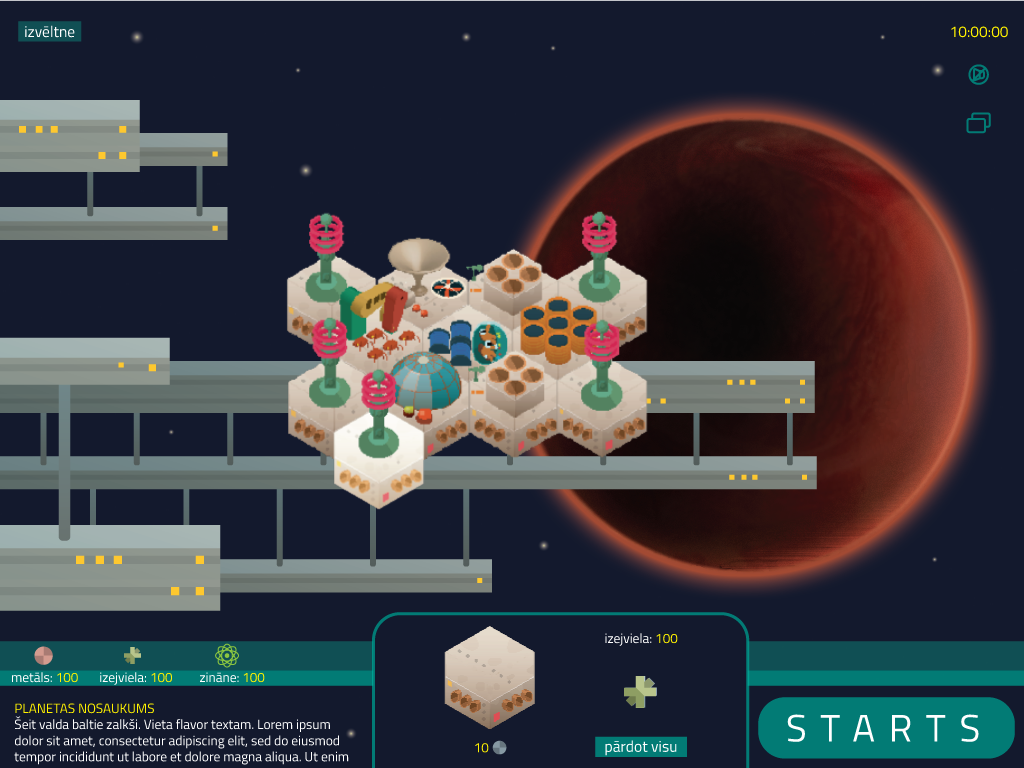 izvēltne
10:00:00
metāls: 100
izejviela: 100
zināne: 100
PLANETAS NOSAUKUMS
Šeit valda baltie zalkši. Vieta flavor textam. Lorem ipsum
dolor sit amet, consectetur adipiscing elit, sed do eiusmod
tempor incididunt ut labore et dolore magna aliqua. Ut enim
10
izejviela: 100
pārdot visu
STARTS